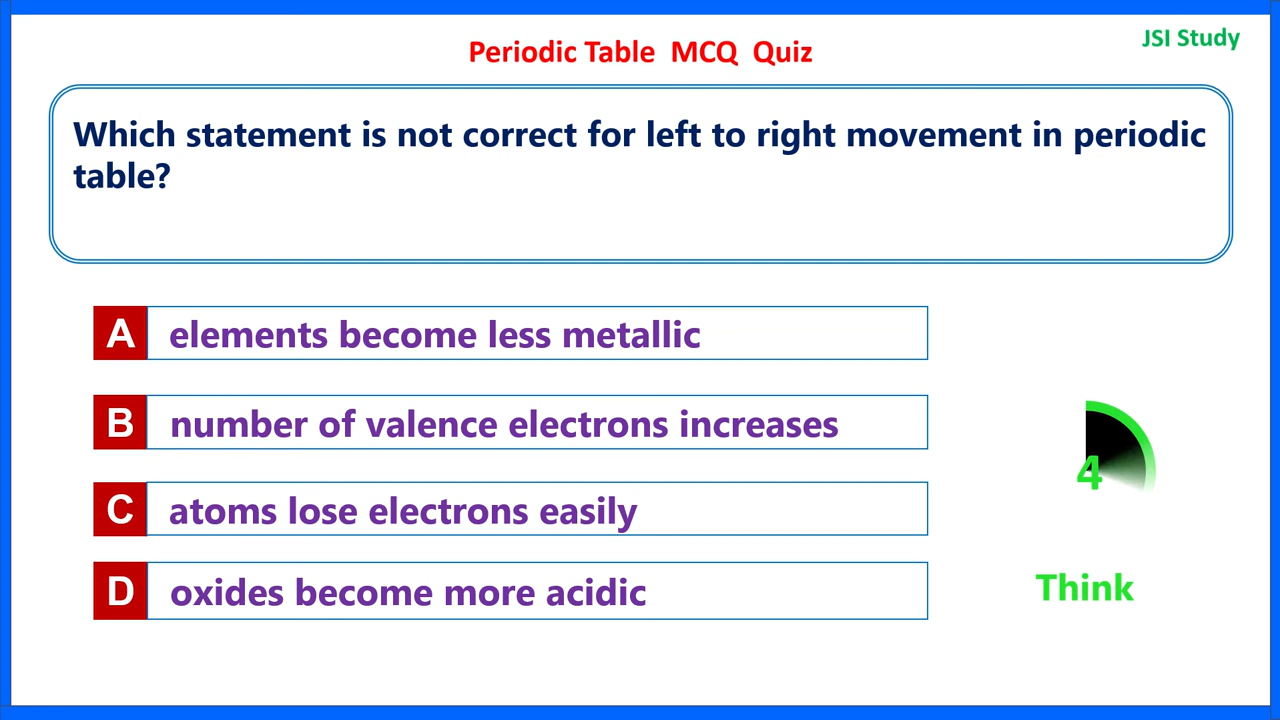 JSI Study
Periodic Table MCQ Quiz
Which statement is not correct for left to right movement in periodic
table?
A elements become less metallic
B number of valence electrons increases
C atoms lose electrons easily
4
D oxides become more acidic
Think